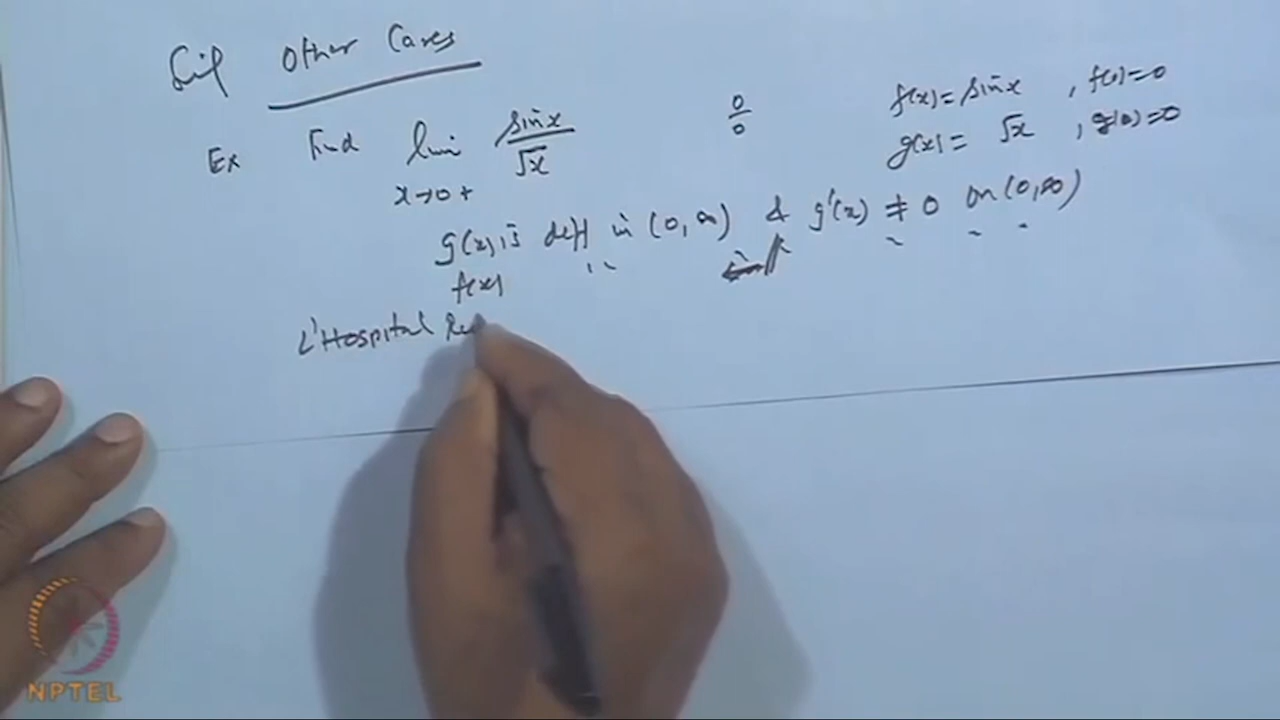 Sil Other Cases
Ex Find lim x→0+ sin x / √x 0/0 f(x) = sin x , f(0)=0
g(x) = √x , g(0)=0
g(x) is diff in (0, ∞) & g'(x) ≠ 0 on (0,∞)
f(x) " "
L'Hospital
NPTEL